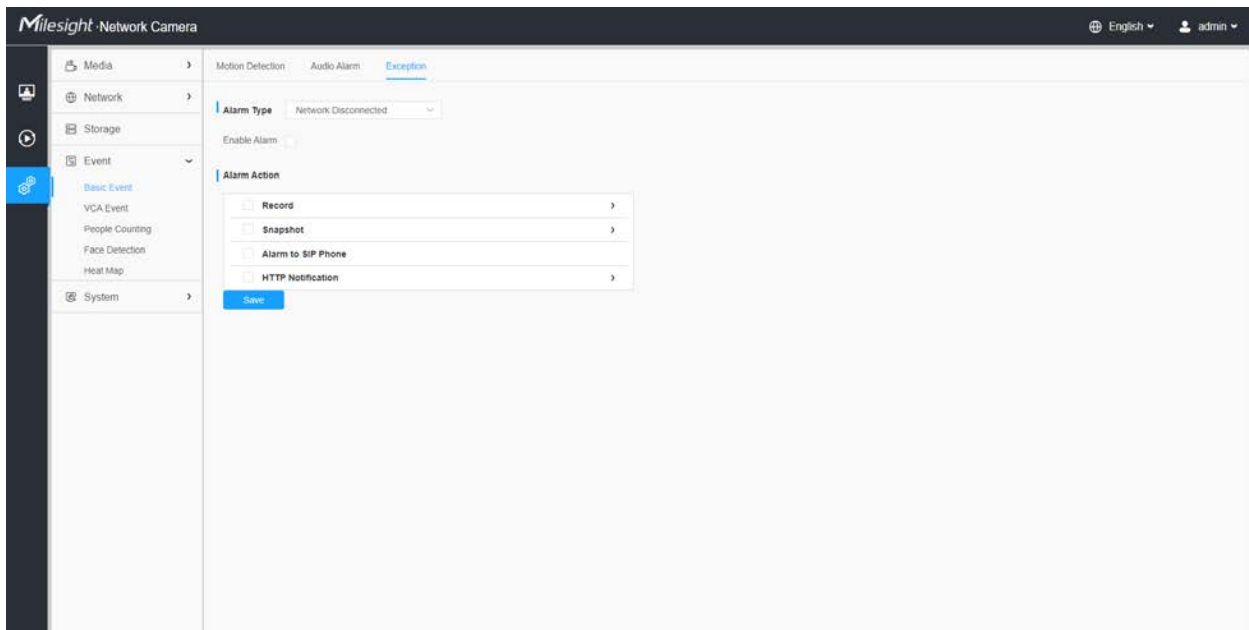 Milesight·Network Camera
English
admin
Media
Network
Storage
Event
Basic Event
VCA Event
People Counting
Face Detection
Heat Map
System
Motion Detection Audio Alarm Exception
Alarm Type Network Disconnected
Enable Alarm
Alarm Action
Record
Snapshot
Alarm to SIP Phone
HTTP Notification
Save